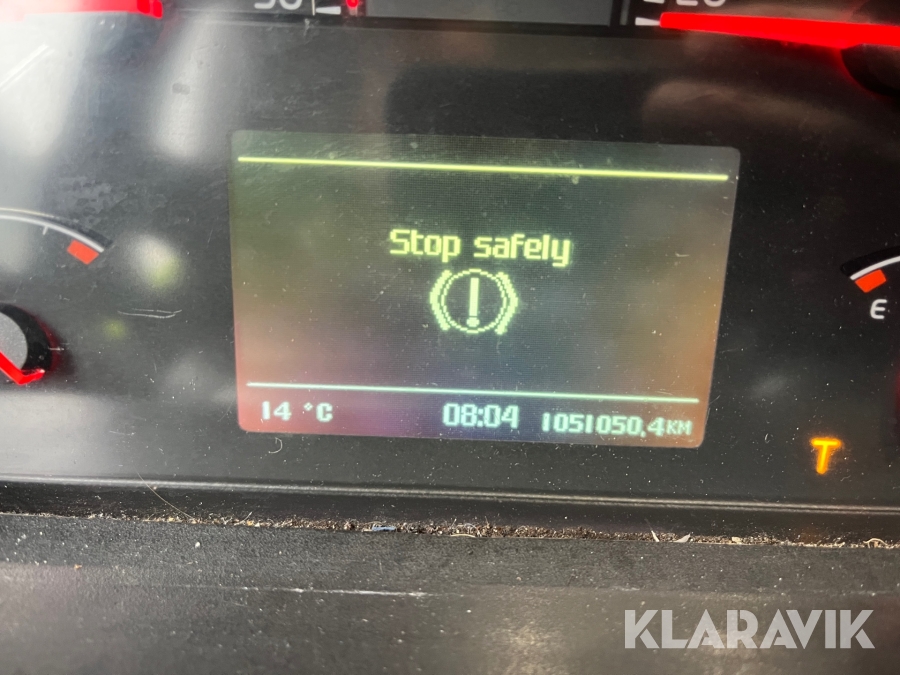 Stop safely
!
14 °C 08:04 1051050.4KM
E
T
KLARAVIK